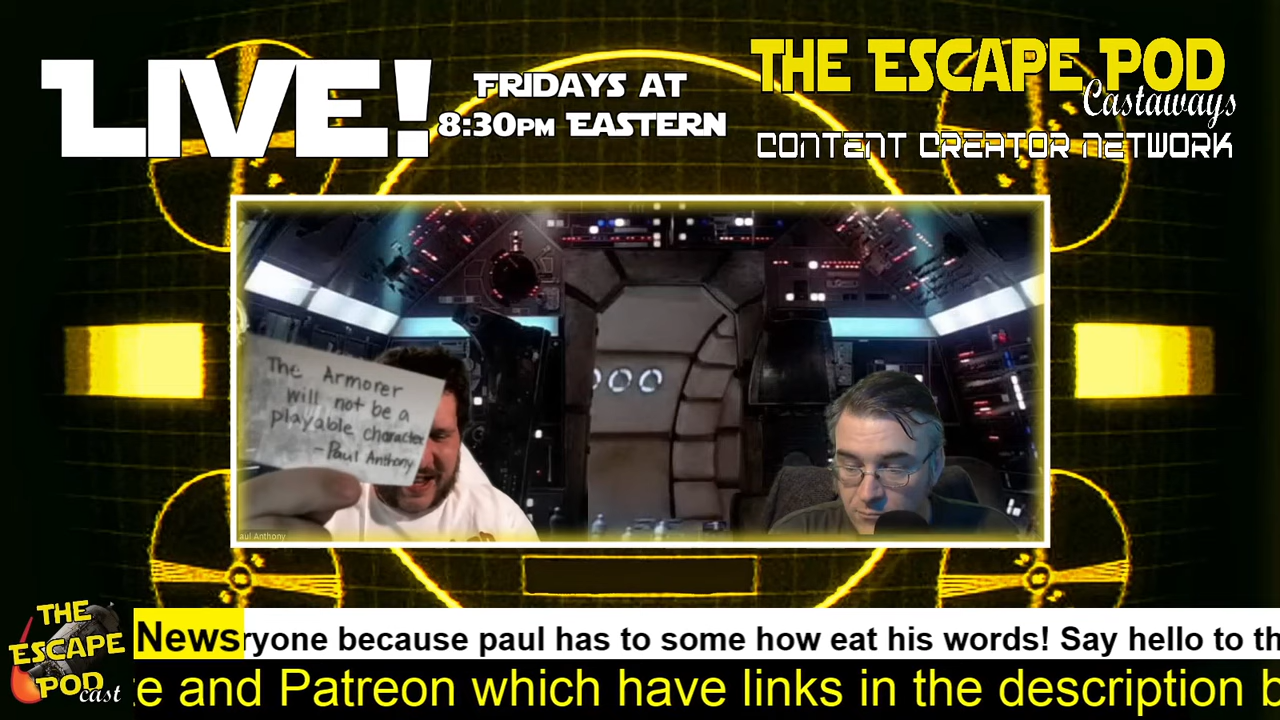 LIVE!
FRIDAYS AT
8:30PM EASTERN
THE ESCAPE POD
Castaways
CONTENT CREATOR NETWORK
The Armorer
will not be a
playable character
- Paul Anthony
aul Anthony
THE
ESCAPE
POD
cast
News
ryone because paul has to some how eat his words! Say hello to th
e and Patreon which have links in the description b